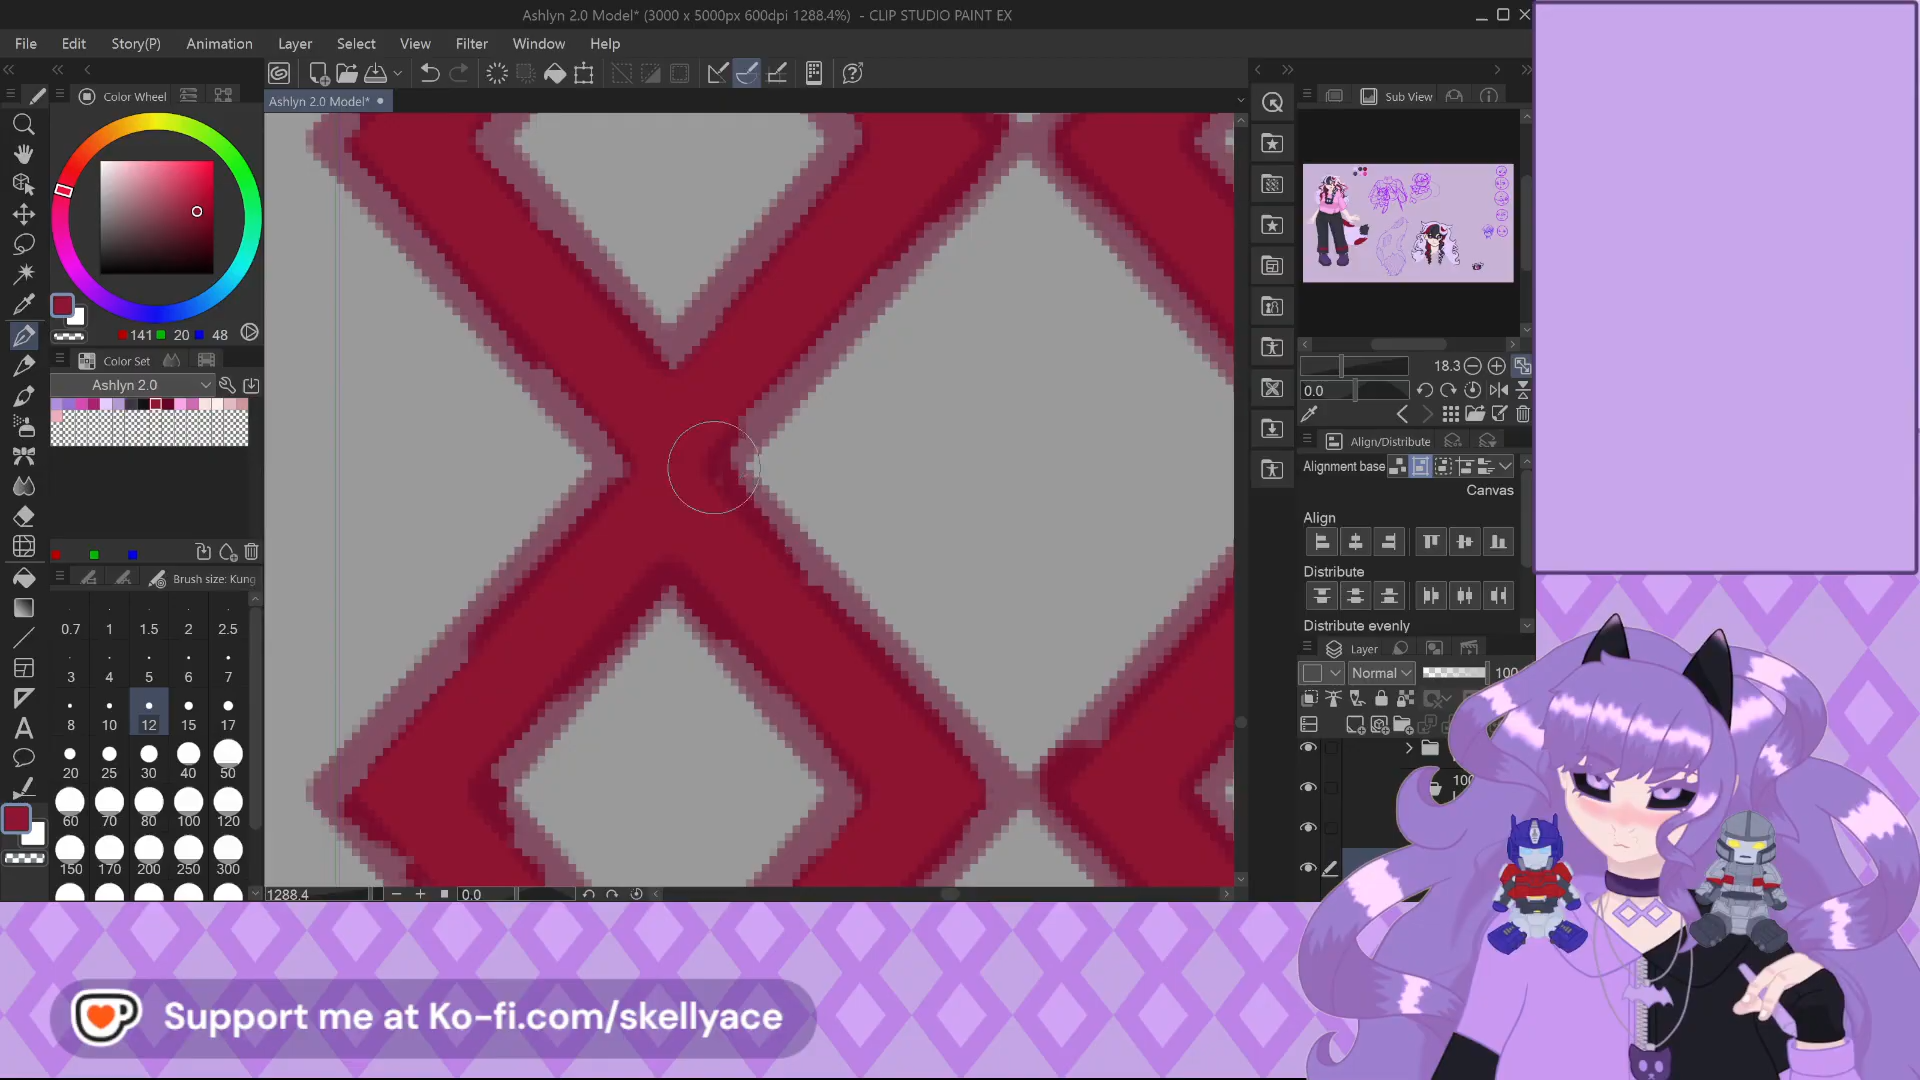 Ashlyn 2.0 Model* (3000 x 5000px 600dpi 1288.4%) - CLIP STUDIO PAINT EX
File Edit Story(P) Animation Layer Select View Filter Window Help
Color Wheel
Ashlyn 2.0 Model*
Sub View
141 20 48
Color Set
Ashlyn 2.0
18.3
0.0
Align/Distribute
Alignment base
Canvas
Align
Distribute
Distribute evenly
Brush size: Kung
0.7 1 1.5 2 2.5
3 4 5 6 7
8 10 12 15 17
20 25 30 40 50
60 70 80 100 120
150 170 200 250 300
Layer
Normal 100
100
1288.4 0.0
Support me at Ko-fi.com/skellyace